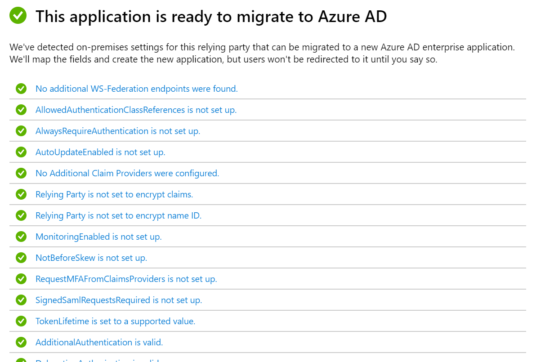 This application is ready to migrate to Azure AD
We've detected on-premises settings for this relying party that can be migrated to a new Azure AD enterprise application.
We'll map the fields and create the new application, but users won't be redirected to it until you say so.
No additional WS-Federation endpoints were found.
AllowedAuthenticationClassReferences is not set up.
AlwaysRequireAuthentication is not set up.
AutoUpdateEnabled is not set up.
No Additional Claim Providers were configured.
Relying Party is not set to encrypt claims.
Relying Party is not set to encrypt name ID.
MonitoringEnabled is not set up.
NotBeforeSkew is not set up.
RequestMFAFromClaimsProviders is not set up.
SignedSamlRequestsRequired is not set up.
TokenLifetime is set to a supported value.
AdditionalAuthentication is valid.